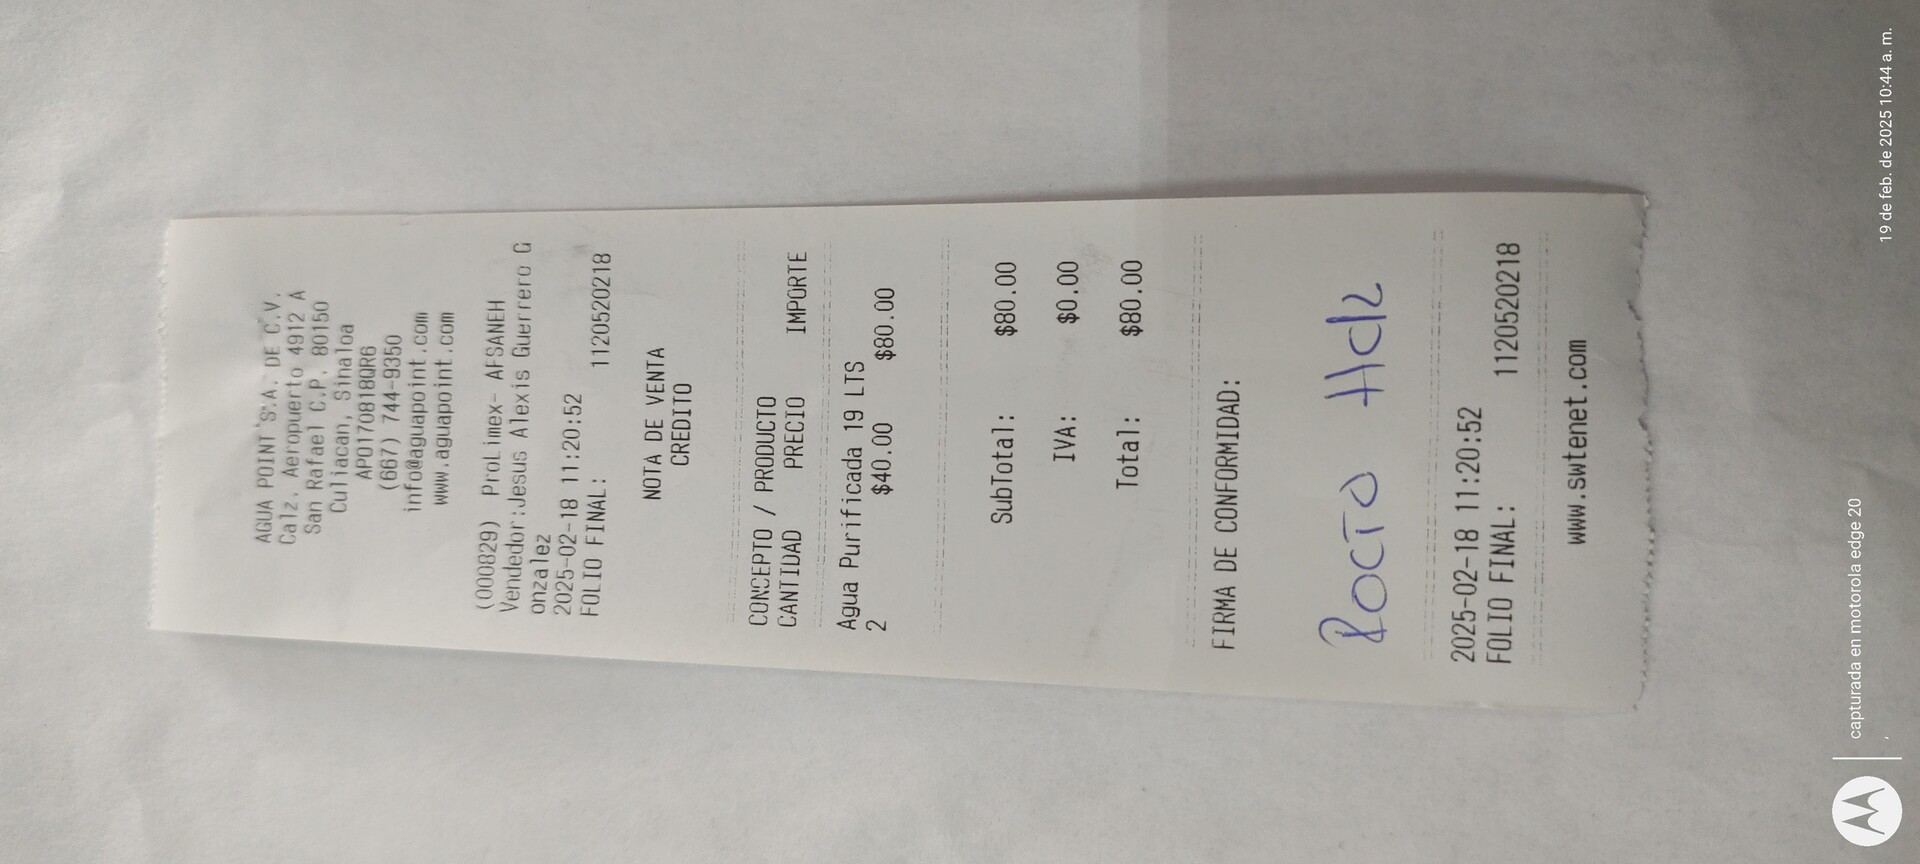 AGUA POINT S.A. DE C.V.
Calz. Aeropuerto 4912 A
San Rafael C.P. 80150
Culiacan, Sinaloa
APO170818QR6
(667) 744-9350
info@aguapoint.com
www.aguapoint.com
(000829) ProLimex- AFSANEH
Vendedor:Jesus Alexis Guerrero G
onzalez
2025-02-18 11:20:52
FOLIO FINAL: 1120520218
NOTA DE VENTA
CREDITO
CONCEPTO / PRODUCTO
CANTIDAD PRECIO IMPORTE
Agua Purificada 19 LTS
2 $40.00 $80.00
SubTotal: $80.00
IVA: $0.00
Total: $80.00
FIRMA DE CONFORMIDAD:
Rocio Hdz
2025-02-18 11:20:52
FOLIO FINAL: 1120520218
www.swtenet.com
capturada en motorola edge 20
19 de feb. de 2025 10:44 a. m.